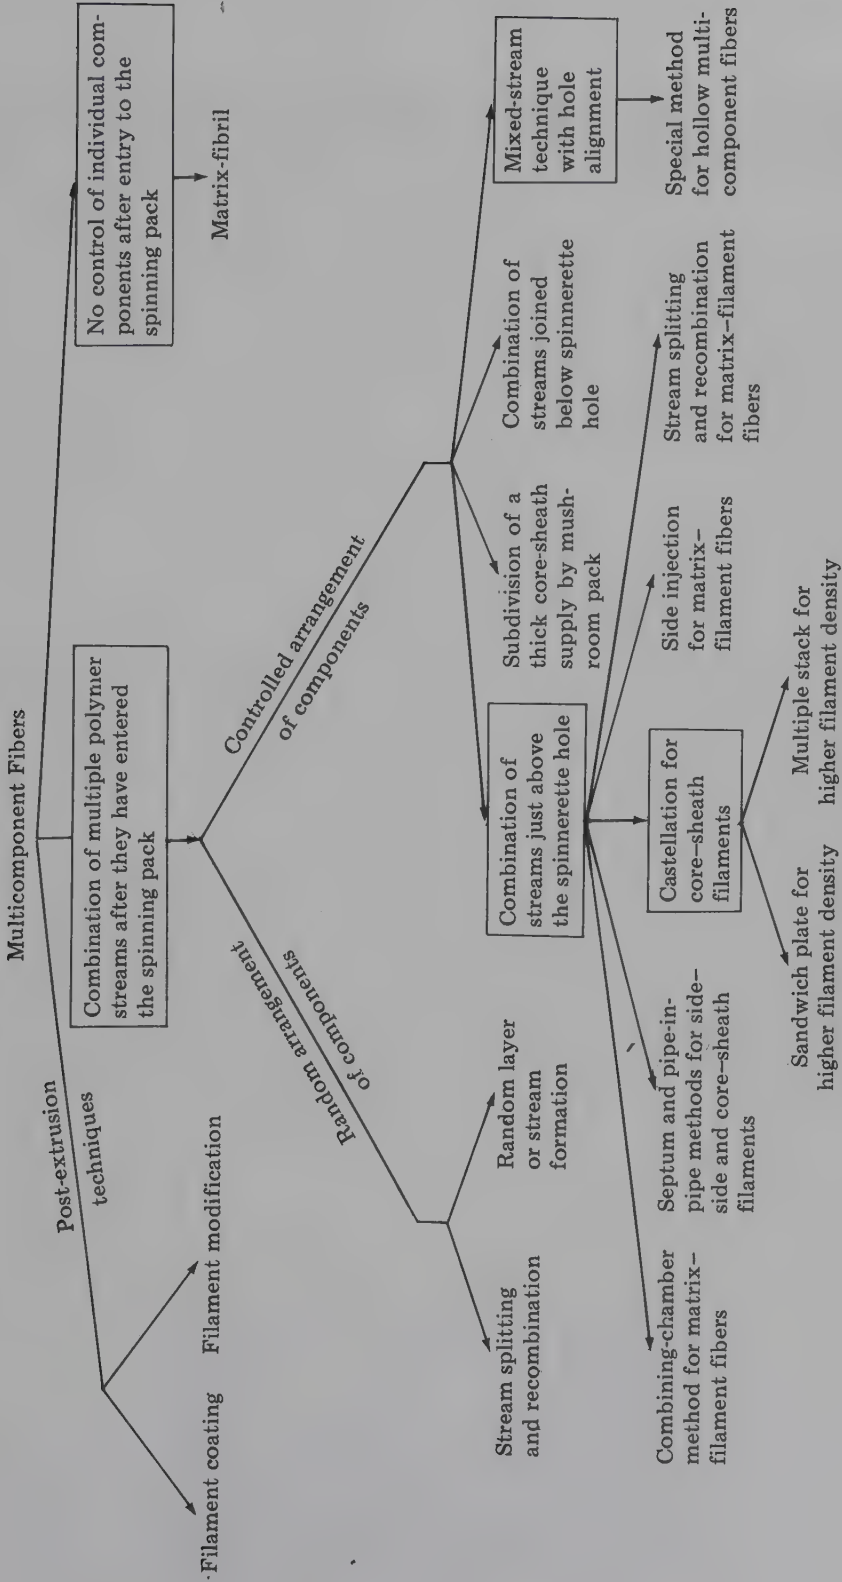 Multicomponent Fibers
Post-extrusion
techniques
Filament coating
Filament modification
Combination of multiple polymer
streams after they have entered
the spinning pack
No control of individual com-
ponents after entry to the
spinning pack
Matrix-fibril
Random arrangement
of components
Controlled arrangement
of components
Stream splitting
and recombination
Random layer
or stream
formation
Combination of
streams just above
the spinnerette hole
Subdivision of a
thick core-sheath
supply by mush-
room pack
Combination of
streams joined
below spinnerette
hole
Mixed-stream
technique
with hole
alignment
Combining-chamber
method for matrix–
filament fibers
Septum and pipe-in-
pipe methods for side–
side and core–sheath
filaments
Castellation for
core–sheath
filaments
Side injection
for matrix–
filament fibers
Stream splitting
and recombination
for matrix–filament
fibers
Special method
for hollow multi-
component fibers
Sandwich plate for
higher filament density
Multiple stack for
higher filament density